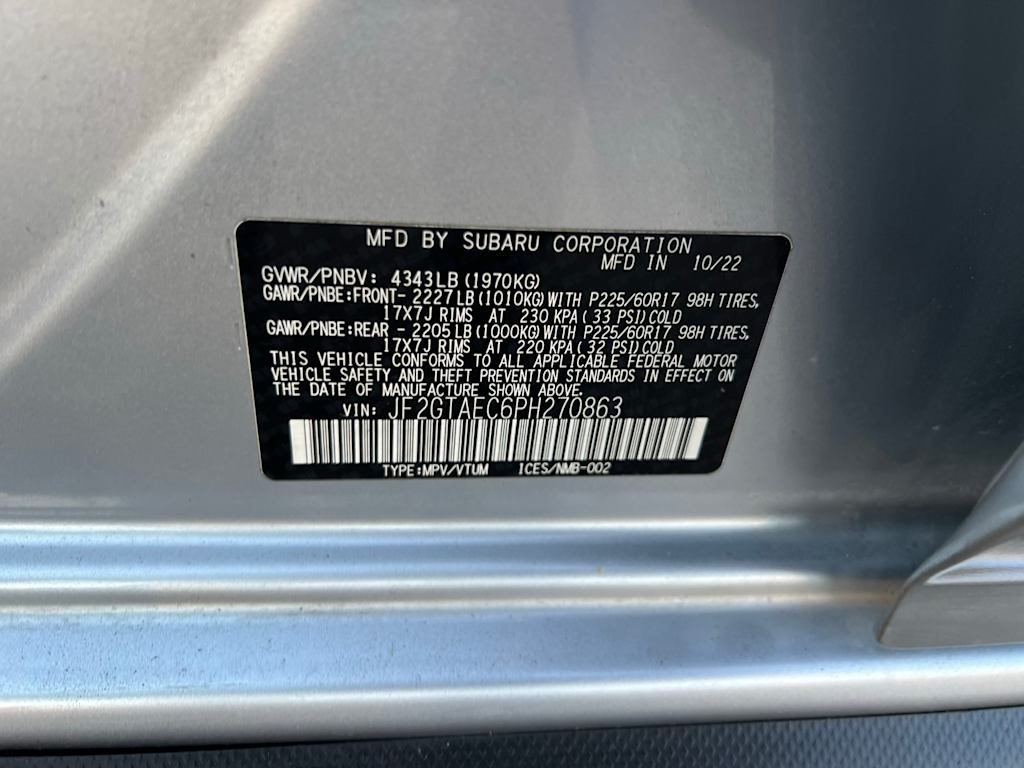 MFD BY SUBARU CORPORATION
MFD IN 10/22
GVWR/PNBV: 4343LB(1970KG)
GAWR/PNBE:FRONT- 2227LB(1010KG)WITH P225/60R17 98H TIRES,
17X7J RIMS AT 230 KPA(33 PSI)COLD
GAWR/PNBE:REAR - 2205LB(1000KG)WITH P225/60R17 98H TIRES,
17X7J RIMS AT 220 KPA(32 PSI)COLD
THIS VEHICLE CONFORMS TO ALL APPLICABLE FEDERAL MOTOR
VEHICLE SAFETY AND THEFT PREVENTION STANDARDS IN EFFECT ON
THE DATE OF MANUFACTURE SHOWN ABOVE.
VIN: JF2GTAEC6PH270863
TYPE:MPV/VTUM ICES/NMB-002